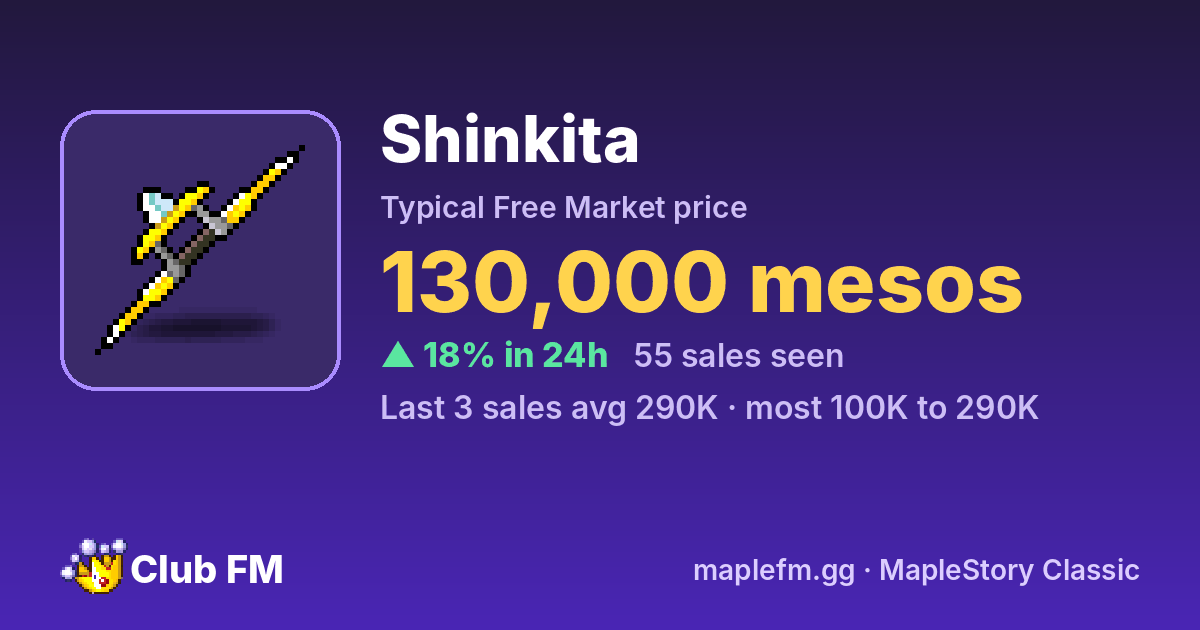 Shinkita
Typical Free Market price
130,000 mesos
▲ 18% in 24h 55 sales seen
Last 3 sales avg 290K · most 100K to 290K
Club FM
maplefm.gg · MapleStory Classic